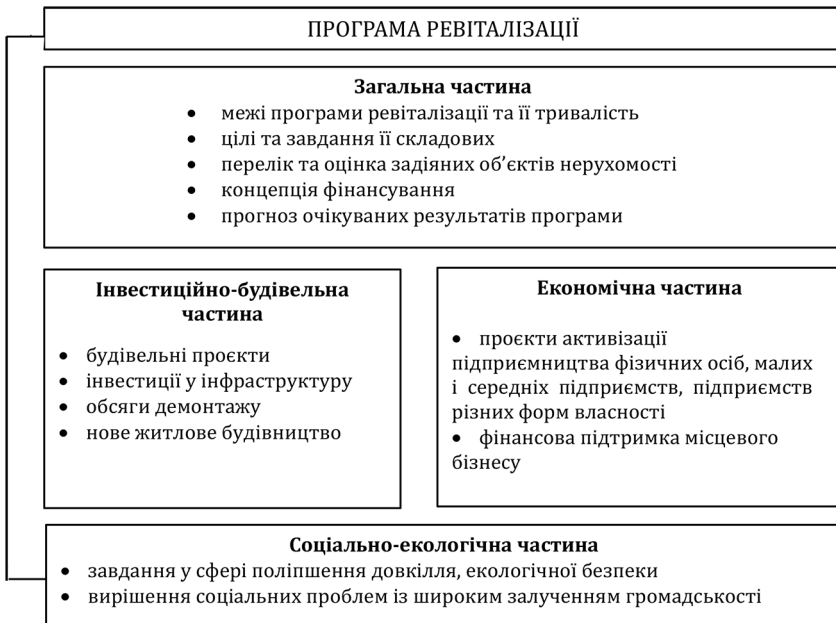 ПРОГРАМА РЕВІТАЛІЗАЦІЇ
Загальна частина
• межі програми ревіталізації та її тривалість
• цілі та завдання її складових
• перелік та оцінка задіяних об’єктів нерухомості
• концепція фінансування
• прогноз очікуваних результатів програми
Інвестиційно-будівельна
частина
• будівельні проєкти
• інвестиції у інфраструктуру
• обсяги демонтажу
• нове житлове будівництво
Економічна частина
• проєкти активізації
підприємництва фізичних осіб, малих
і середніх підприємств, підприємств
різних форм власності
• фінансова підтримка місцевого
бізнесу
Соціально-екологічна частина
• завдання у сфері поліпшення довкілля, екологічної безпеки
• вирішення соціальних проблем із широким залученням громадськості